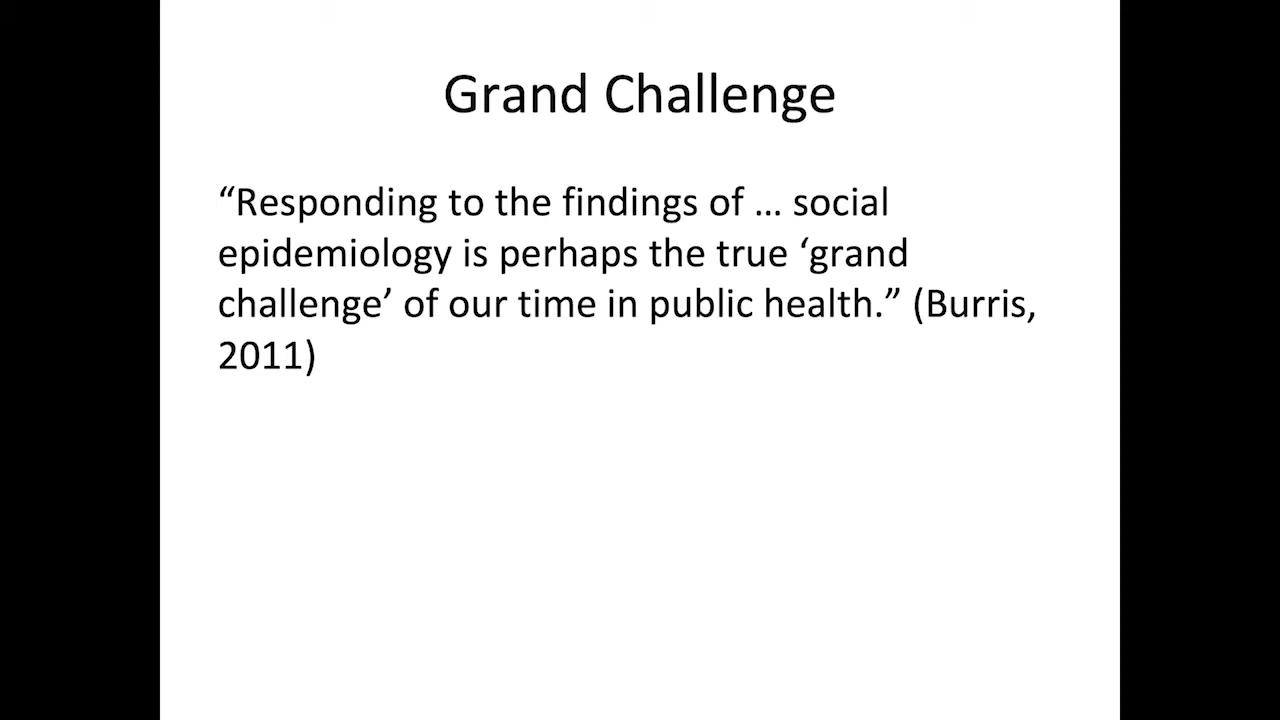 Grand Challenge
“Responding to the findings of … social
epidemiology is perhaps the true ‘grand
challenge’ of our time in public health.” (Burris,
2011)